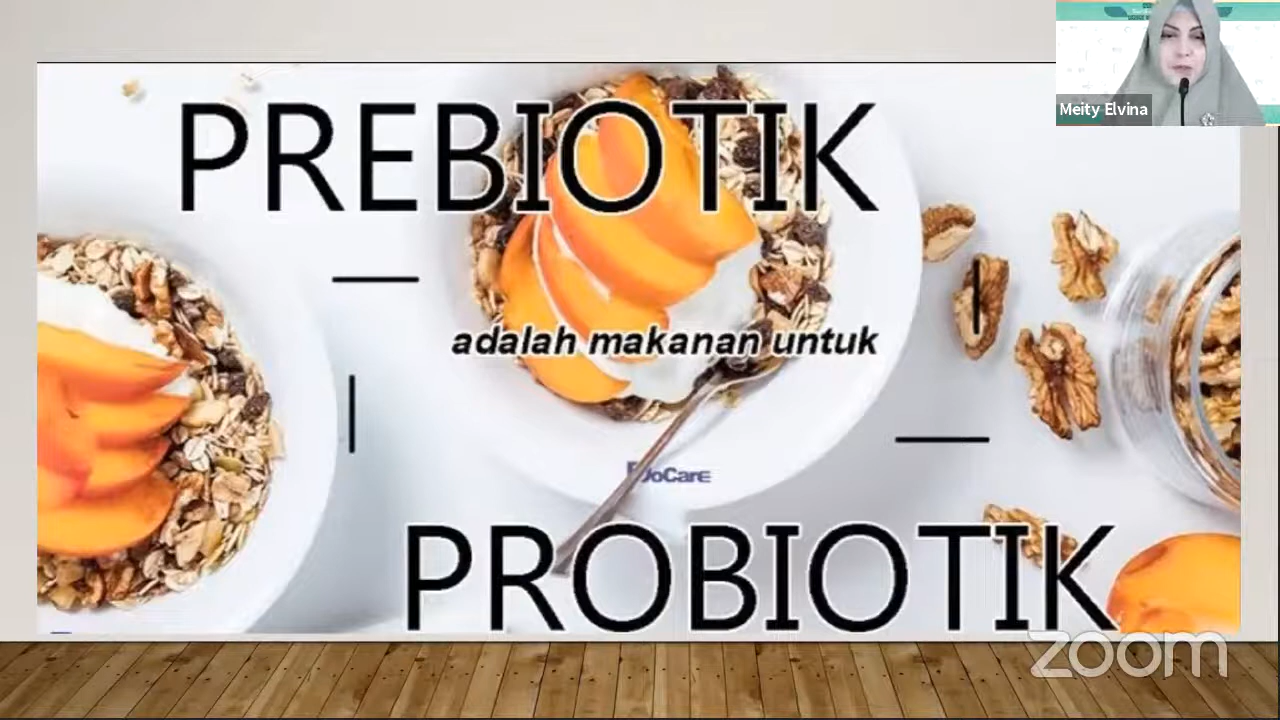 PREBIOTIK
Meity Elvina
adalah makanan untuk
PROBIOTIK
zoom